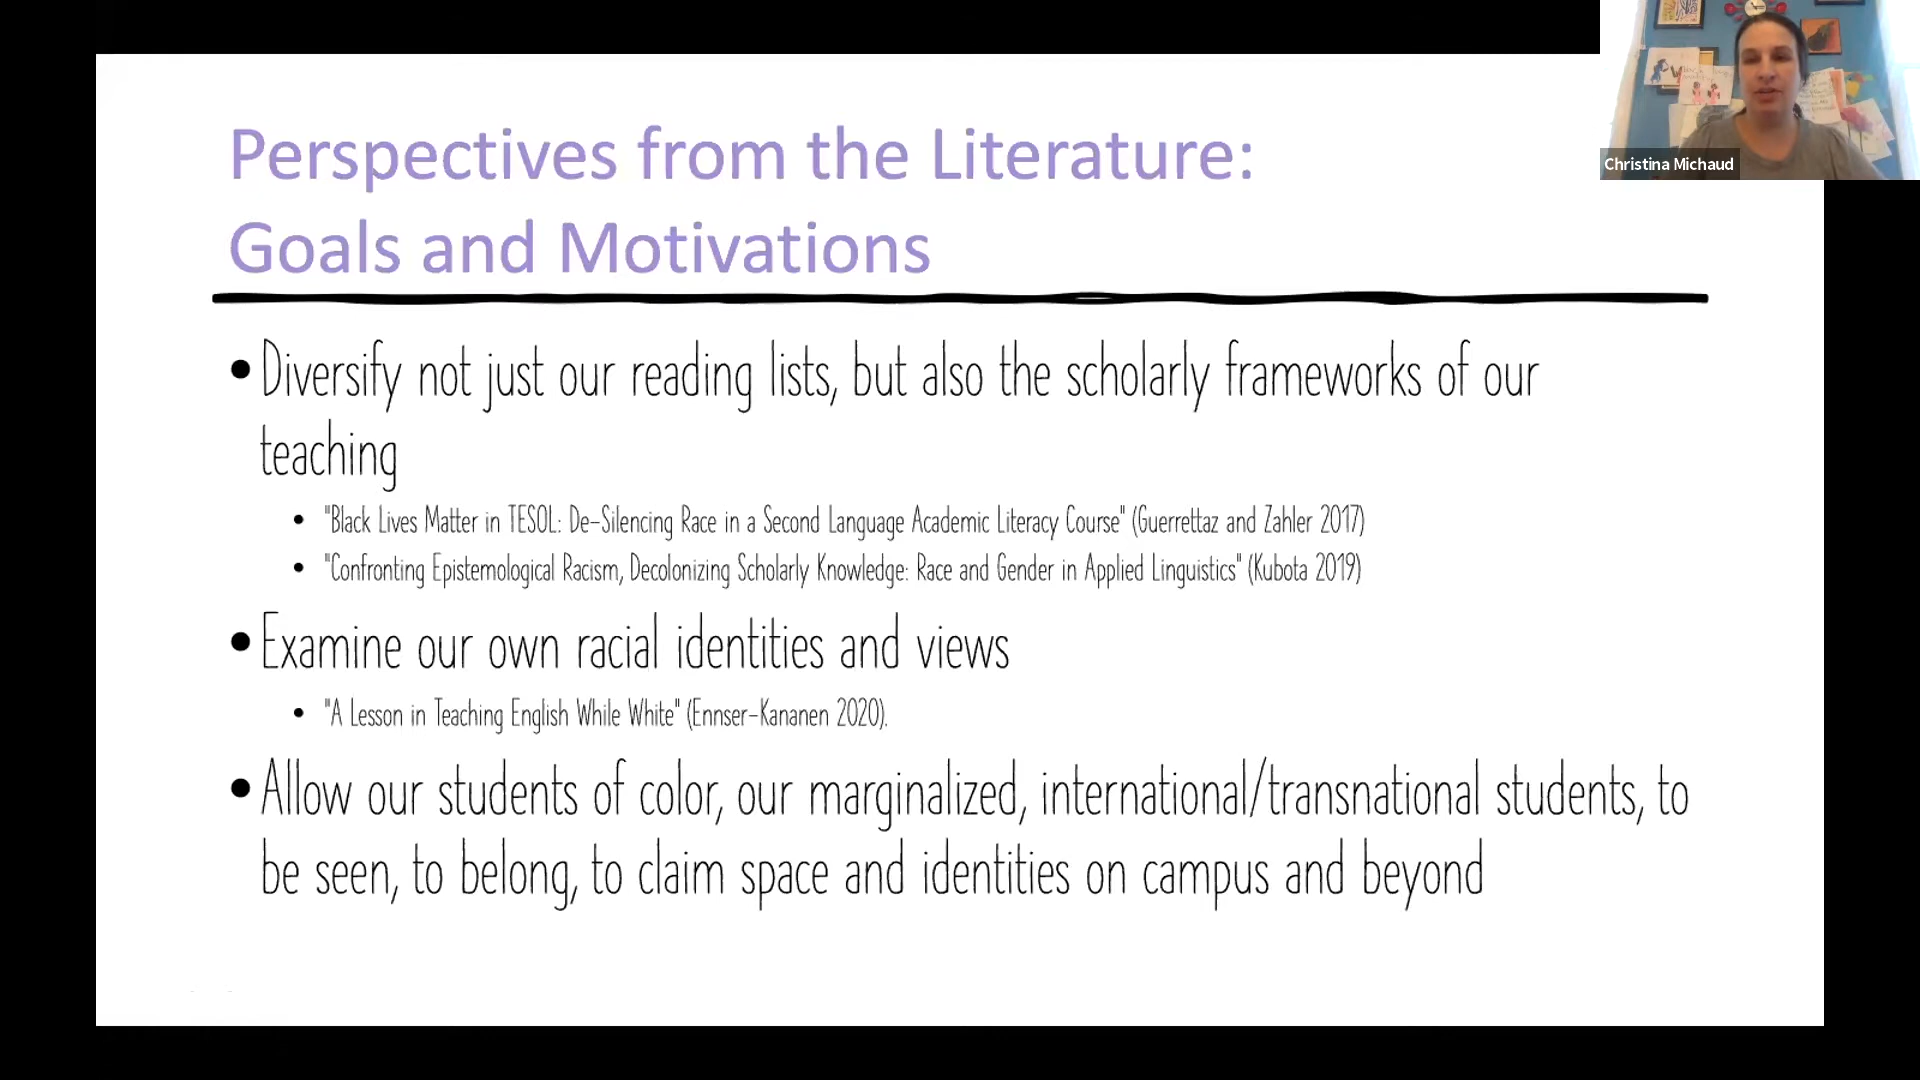 Perspectives from the Literature:
Goals and Motivations
• Diversify not just our reading lists, but also the scholarly frameworks of our
teaching
• "Black Lives Matter in TESOL: De-Silencing Race in a Second Language Academic Literacy Course" (Guerrettaz and Zahler 2017)
• "Confronting Epistemological Racism, Decolonizing Scholarly Knowledge: Race and Gender in Applied Linguistics" (Kubota 2019)
• Examine our own racial identities and views
• "A Lesson in Teaching English While White" (Ennser-Kananen 2020).
• Allow our students of color, our marginalized, international/transnational students, to
be seen, to belong, to claim space and identities on campus and beyond
Christina Michaud